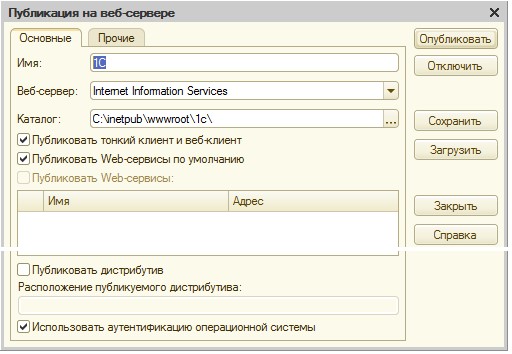 Публикация на веб-сервере
Основные
Прочие
Опубликовать
Имя:
1С
Отключить
Веб-сервер:
Internet Information Services
Каталог:
C:\inetpub\wwwroot\1c\
...
Сохранить
Публиковать тонкий клиент и веб-клиент
Загрузить
Публиковать Web-сервисы по умолчанию
Публиковать Web-сервисы:
Имя
Адрес
Закрыть
Справка
Публиковать дистрибутив
Расположение публикуемого дистрибутива:
Использовать аутентификацию операционной системы